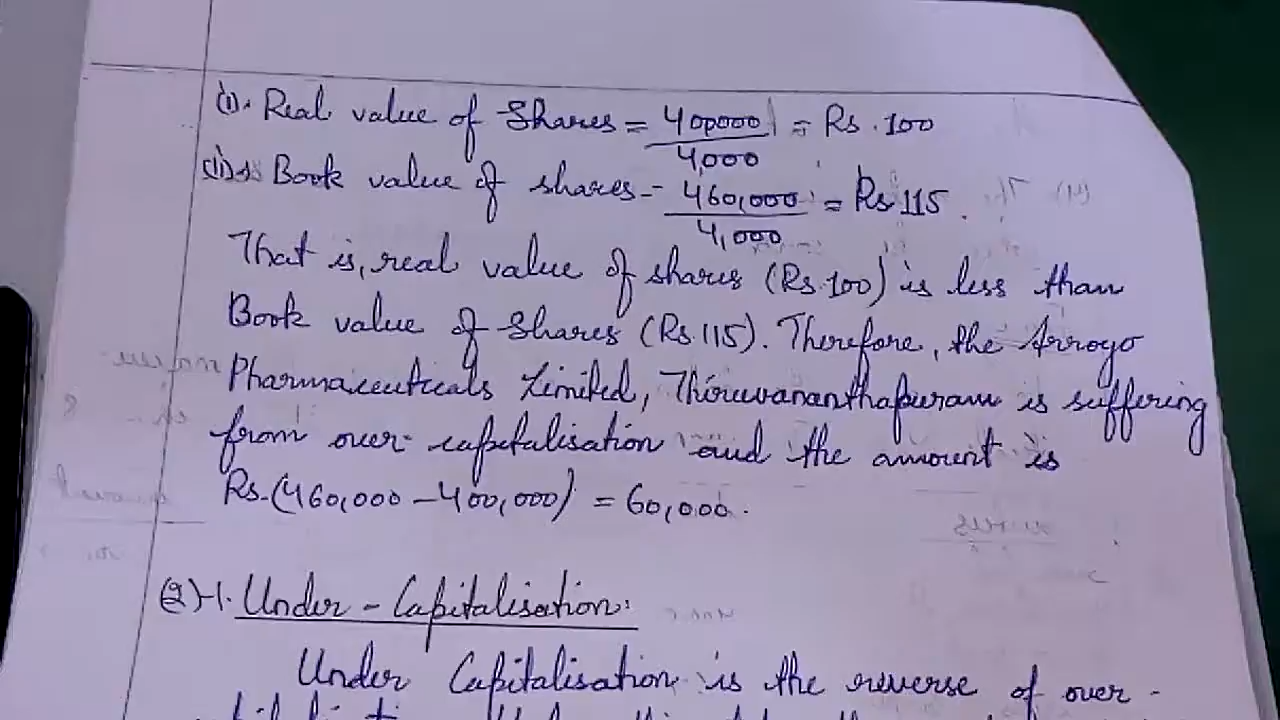 (i). Real value of Shares = 400000/4,000 = Rs. 100
(ii). Book value of shares - 460,000/4,000 = Rs 115.
That is, real value of shares (Rs.100) is less than
Book value of Shares (Rs.115). Therefore, the Arroyo
Pharmaceuticals Limited, Thiruvananthapuram is suffering
from over-capitalisation and the amount is
Rs.(460,000 – 400,000) = 60,000.
(2)-1. Under-Capitalisation:
Under Capitalisation is the reverse of over-